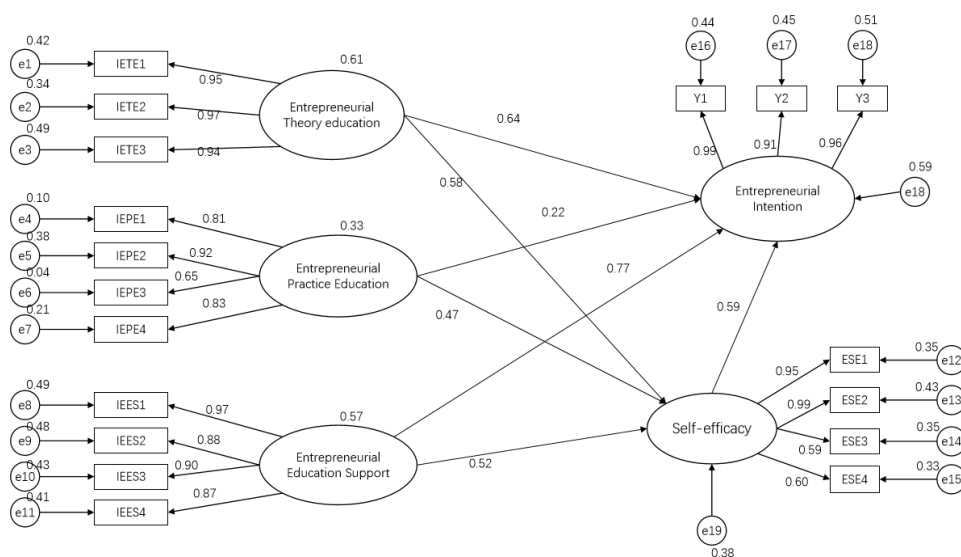 0.42
e1
IETE1
0.95
0.34
e2
IETE2
0.97
0.49
e3
IETE3
0.94
0.61
Entrepreneurial
Theory education
0.10
e4
IEPE1
0.81
0.38
e5
IEPE2
0.92
0.04
e6
IEPE3
0.65
0.21
e7
IEPE4
0.83
0.33
Entrepreneurial
Practice Education
0.49
e8
IEES1
0.97
0.48
e9
IEES2
0.88
0.43
e10
IEES3
0.90
0.41
e11
IEES4
0.87
0.57
Entrepreneurial
Education Support
0.64
0.58
0.22
0.77
0.47
0.59
0.52
0.44
e16
Y1
0.99
0.45
e17
Y2
0.91
0.51
e18
Y3
0.96
Entrepreneurial
Intention
0.59
e18
Self-efficacy
0.95
ESE1
0.35
e12
0.99
ESE2
0.43
e13
0.59
ESE3
0.35
e14
0.60
ESE4
0.33
e15
e19
0.38